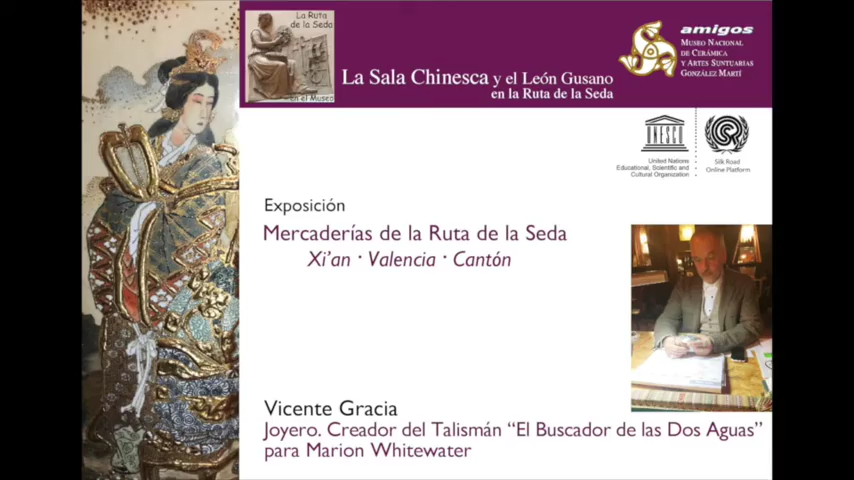 La Ruta
de la Seda
en el Museo
La Sala Chinesca y el León Gusano
en la Ruta de la Seda
amigos
MUSEO NACIONAL
DE CERÁMICA
Y ARTES SUNTUARIAS
GONZÁLEZ MARTÍ
UNESCO
United Nations
Educational, Scientific and
Cultural Organization
Silk Road
Online Platform
Exposición
Mercaderías de la Ruta de la Seda
Xi’an · Valencia · Cantón
Vicente Gracia
Joyero. Creador del Talismán “El Buscador de las Dos Aguas”
para Marion Whitewater